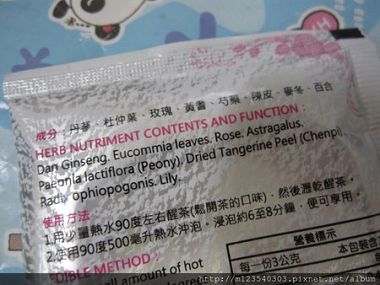 成分：丹蔘、杜仲葉、玫瑰、黃耆、芍藥、陳皮、麥冬、百合
HERB NUTRIMENT CONTENTS AND FUNCTION :
Dan Ginseng. Eucommia leaves. Rose. Astragalus.
Paeonia lactiflora (Peony). Dried Tangerine Peel (Chenpi).
Radix ophiopogonis. Lily.
使用方法：
1.用少量熱水90度左右醒茶(鬆開茶的口味)，然後瀝乾醒茶。
2.使用90度500毫升熱水沖泡。浸泡約6至8分鐘，便可享用。
DIBLE METHOD :
all amount of hot
營養標示
每一份3公克
本包裝含
http://m123540303.pixnet.net/album